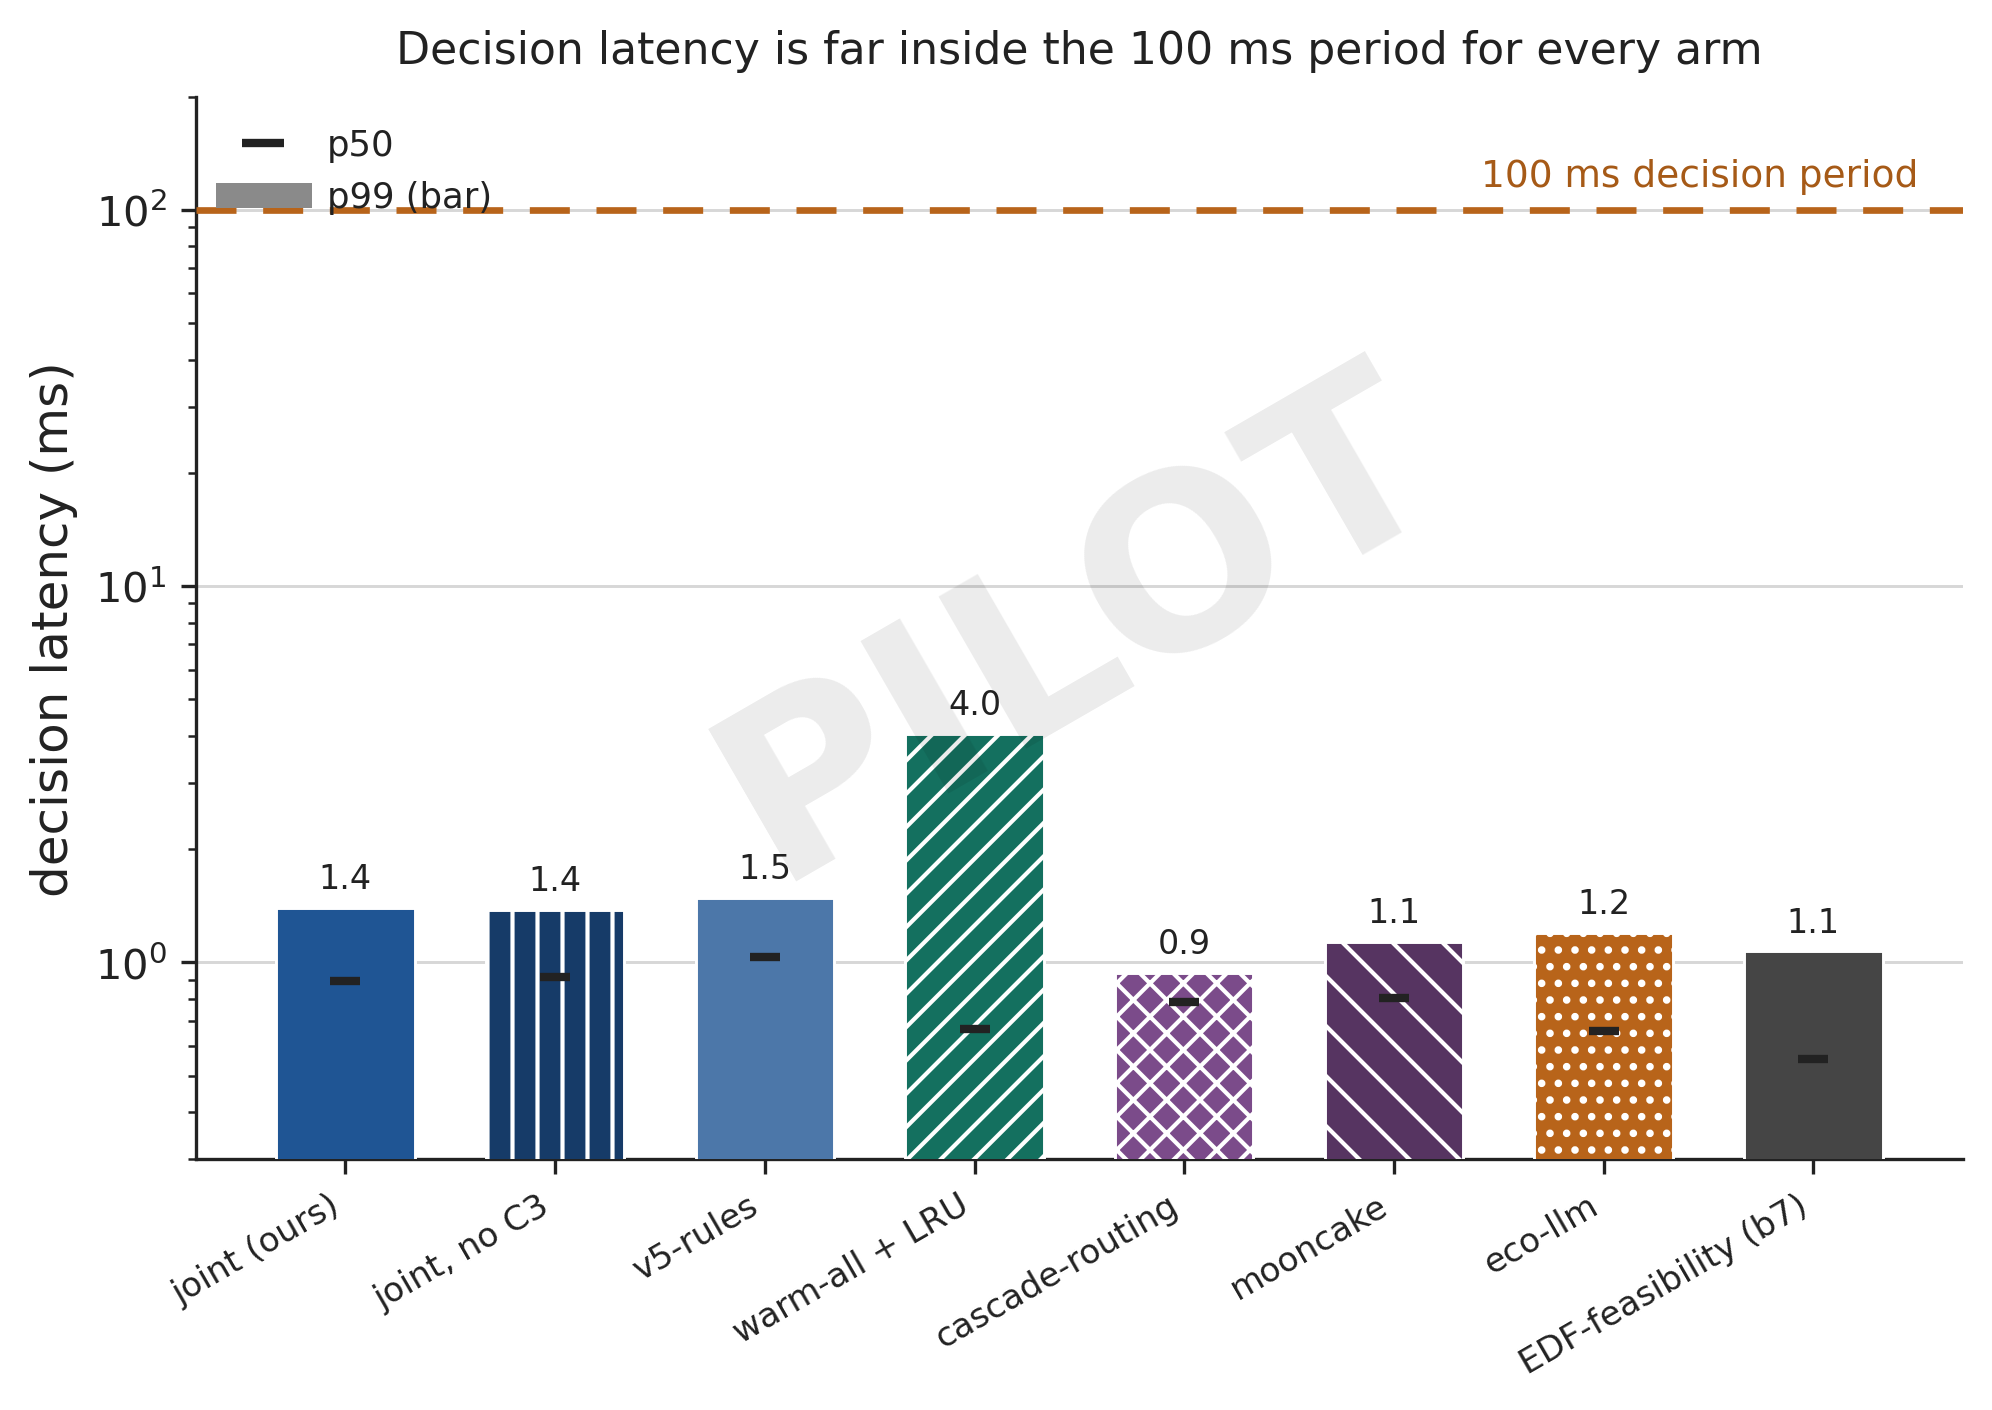 Decision latency is far inside the 100 ms period for every arm
p50
p99 (bar)
100 ms decision period
decision latency (ms)
10²
10¹
10⁰
PILOT
1.4
1.4
1.5
4.0
0.9
1.1
1.2
1.1
joint (ours)
joint, no C3
v5-rules
warm-all + LRU
cascade-routing
mooncake
eco-llm
EDF-feasibility (b7)